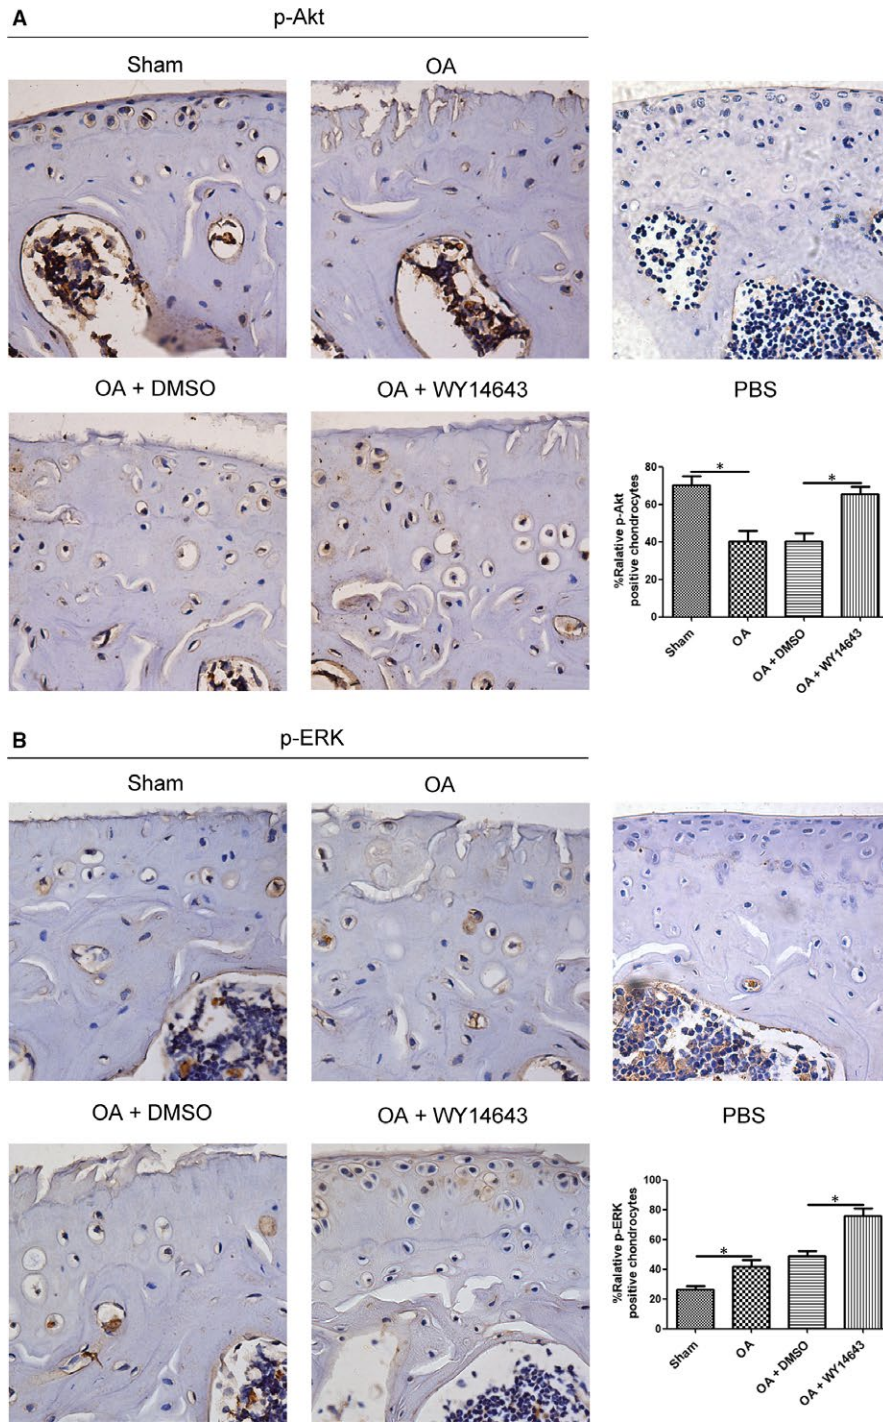 A
p-Akt
Sham
OA
OA + DMSO
OA + WY14643
PBS
%Ralative p-Akt
positive chondrocytes
80
60
40
20
0
*
*
Sham
OA
OA + DMSO
OA + WY14643
B
p-ERK
Sham
OA
OA + DMSO
OA + WY14643
PBS
%Ralative p-ERK
positive chondrocytes
100
80
60
40
20
0
*
*
Sham
OA
OA + DMSO
OA + WY14643